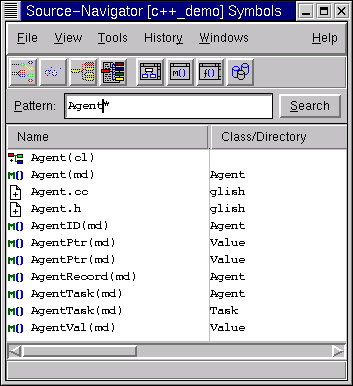 Source-Navigator [c++_demo] Symbols
File View Tools History Windows Help
M() f()
Pattern: Agent* Search
Name Class/Directory
Agent(cl)
M() Agent(md) Agent
Agent.cc glish
Agent.h glish
M() AgentID(md) Agent
M() AgentPtr(md) Value
M() AgentPtr(md) Value
M() AgentRecord(md) Agent
M() AgentTask(md) Agent
M() AgentTask(md) Task
M() AgentVal(md) Value